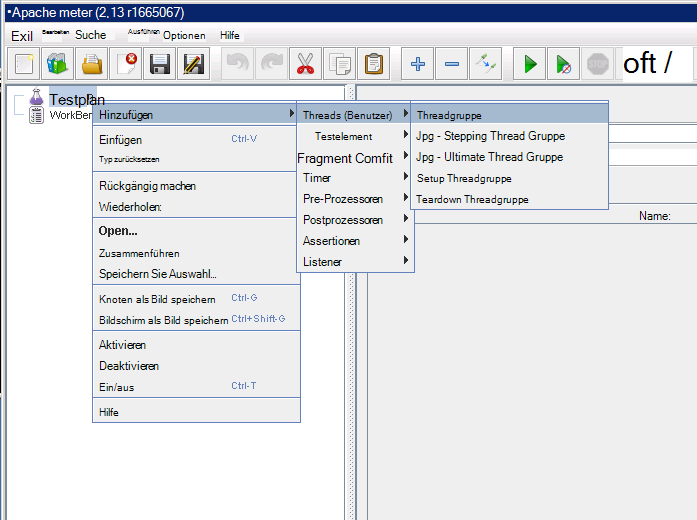 Apache meter (2,13 r1665067)
Exil Bearbeiten Suche Ausführen Optionen Hilfe
STOP oft /
Testplan
WorkBen
Hinzufügen
Einfügen Ctrl-V
Typ zurücksetzen
Rückgängig machen
Wiederholen:
Open...
Zusammenführen
Speichern Sie Auswahl...
Knoten als Bild speichern Ctrl-G
Bildschirm als Bild speichern Ctrl+Shift-G
Aktivieren
Deaktivieren
Ein/aus Ctrl-T
Hilfe
Threads (Benutzer)
Testelement
Fragment Comfit
Timer
Pre-Prozessoren
Postprozessoren
Assertionen
Listener
Threadgruppe
Jpg - Stepping Thread Gruppe
Jpg - Ultimate Thread Gruppe
Setup Threadgruppe
Teardown Threadgruppe
Name: